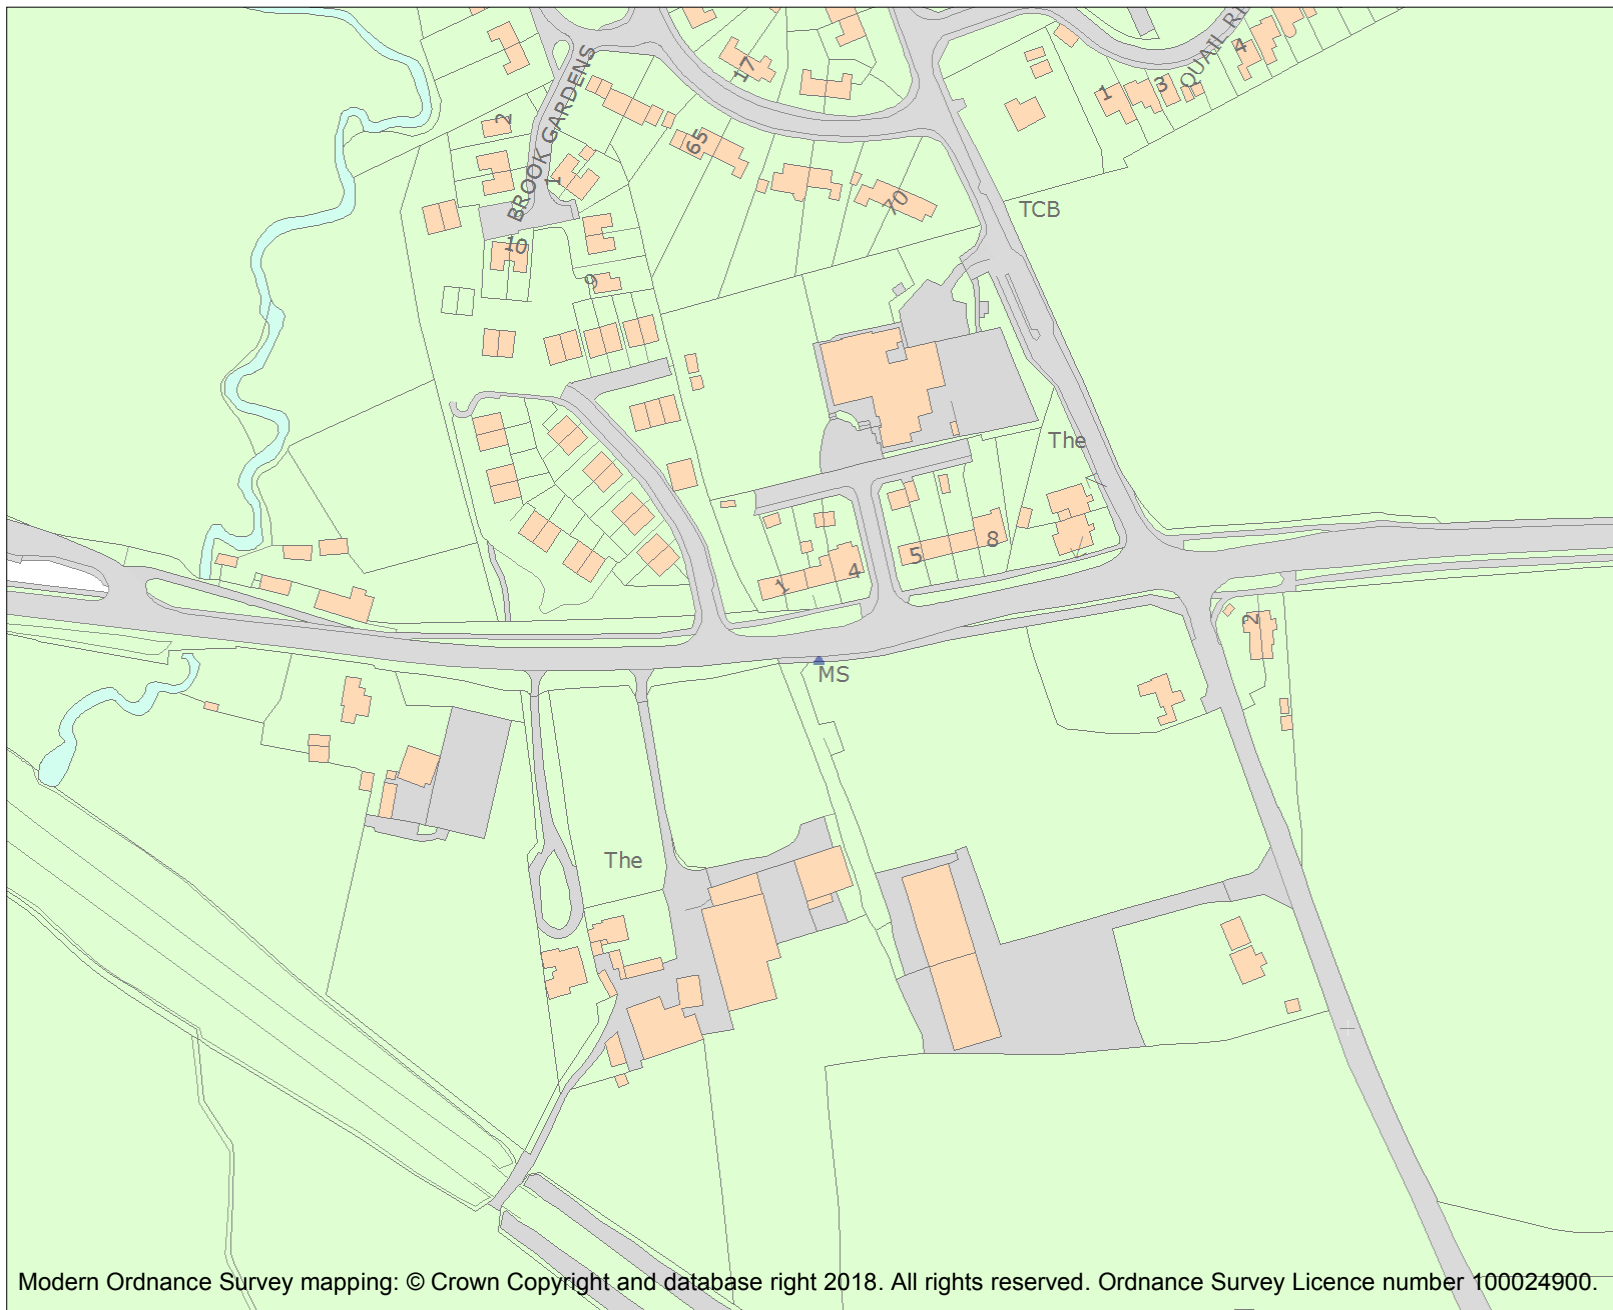 17
QUAIL RI
4
1
3
2
BROOK GARDENS
65
1
70
TCB
10
9
The
5
8
1
4
2
MS
The
Modern Ordnance Survey mapping: © Crown Copyright and database right 2018. All rights reserved. Ordnance Survey Licence number 100024900.